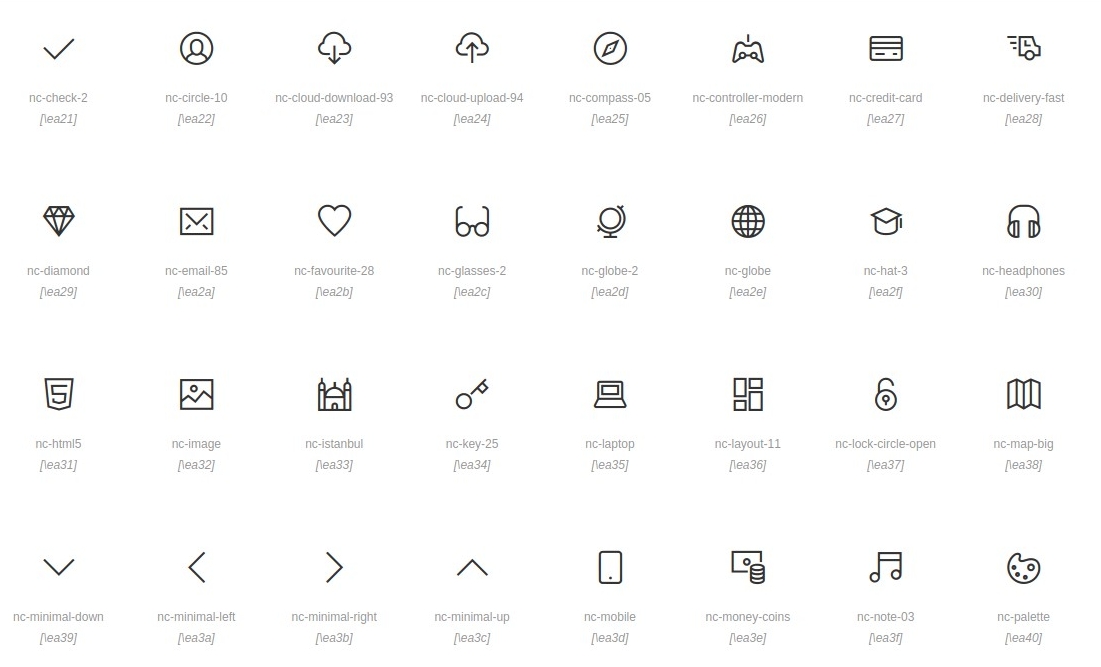 nc-check-2 nc-circle-10 nc-cloud-download-93 nc-cloud-upload-94 nc-compass-05 nc-controller-modern nc-credit-card nc-delivery-fast
[\ea21] [\ea22] [\ea23] [\ea24] [\ea25] [\ea26] [\ea27] [\ea28]
nc-diamond nc-email-85 nc-favourite-28 nc-glasses-2 nc-globe-2 nc-globe nc-hat-3 nc-headphones
[\ea29] [\ea2a] [\ea2b] [\ea2c] [\ea2d] [\ea2e] [\ea2f] [\ea30]
nc-html5 nc-image nc-istanbul nc-key-25 nc-laptop nc-layout-11 nc-lock-circle-open nc-map-big
[\ea31] [\ea32] [\ea33] [\ea34] [\ea35] [\ea36] [\ea37] [\ea38]
nc-minimal-down nc-minimal-left nc-minimal-right nc-minimal-up nc-mobile nc-money-coins nc-note-03 nc-palette
[\ea39] [\ea3a] [\ea3b] [\ea3c] [\ea3d] [\ea3e] [\ea3f] [\ea40]